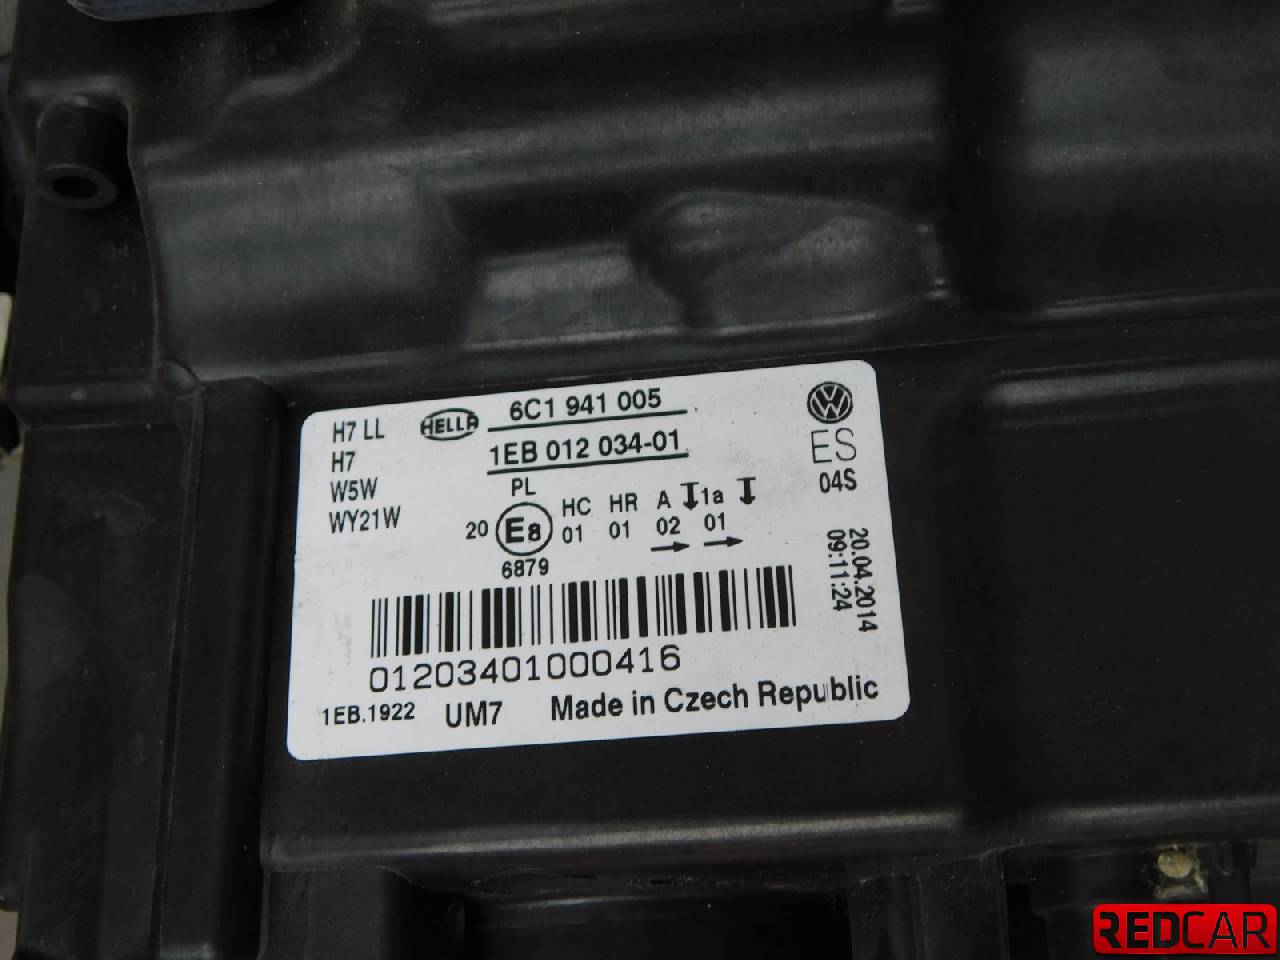 H7 LL
H7
W5W
WY21W
HELLA
6C1 941 005
1EB 012 034-01
PL
20 E8 6879
HC HR A 1a
01 01 02 01
VW
ES
04S
20.04.2014
09:11:24
01203401000416
1EB.1922 UM7 Made in Czech Republic
REDCAR